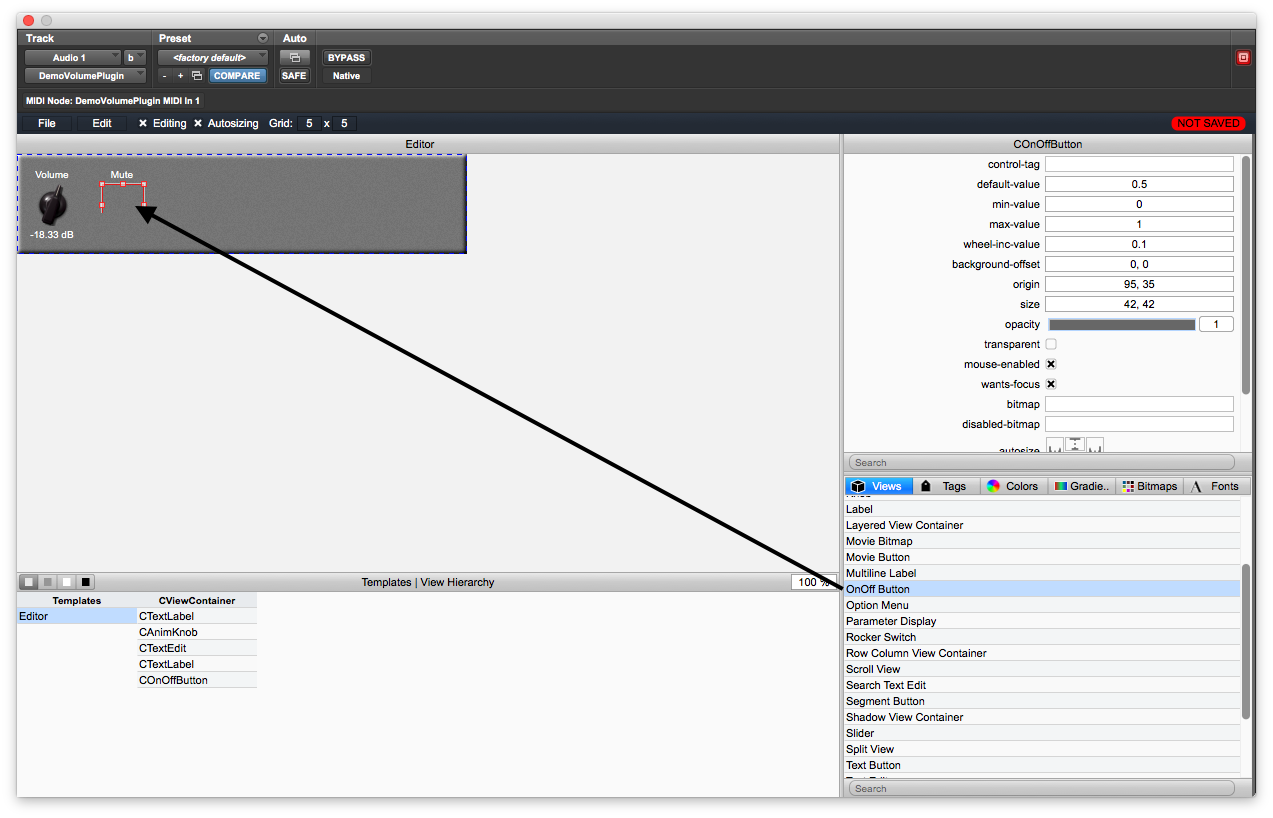 Track Preset Auto
Audio 1 b <factory default> BYPASS
DemoVolumePlugin - + COMPARE SAFE Native
MIDI Node: DemoVolumePlugin MIDI In 1
File Edit Editing Autosizing Grid: 5 x 5 NOT SAVED
Editor
Volume Mute
-18.33 dB
Templates | View Hierarchy 100 %
Templates CViewContainer
Editor CTextLabel
CAnimKnob
CTextEdit
CTextLabel
COnOffButton
COnOffButton
control-tag
default-value 0.5
min-value 0
max-value 1
wheel-inc-value 0.1
background-offset 0, 0
origin 95, 35
size 42, 42
opacity 1
transparent
mouse-enabled
wants-focus
bitmap
disabled-bitmap
autosize
Search
Views Tags Colors Gradie.. Bitmaps Fonts
Label
Layered View Container
Movie Bitmap
Movie Button
Multiline Label
OnOff Button
Option Menu
Parameter Display
Rocker Switch
Row Column View Container
Scroll View
Search Text Edit
Segment Button
Shadow View Container
Slider
Split View
Text Button
Search